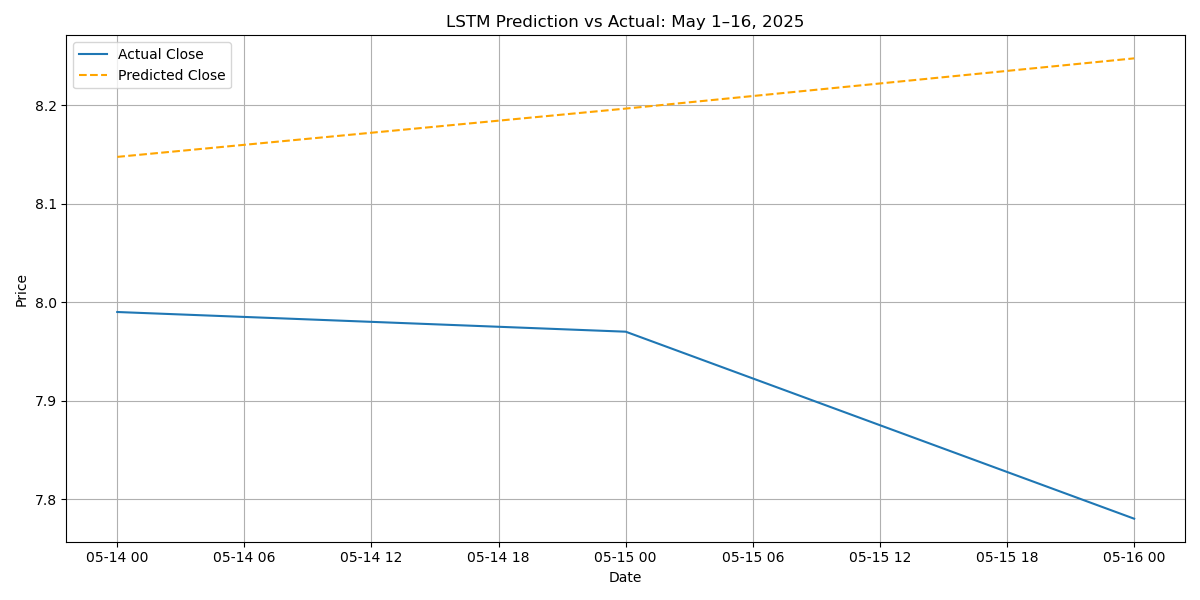 LSTM Prediction vs Actual: May 1–16, 2025
Actual Close
Predicted Close
Price
8.2
8.1
8.0
7.9
7.8
05-14 00 05-14 06 05-14 12 05-14 18 05-15 00 05-15 06 05-15 12 05-15 18 05-16 00
Date